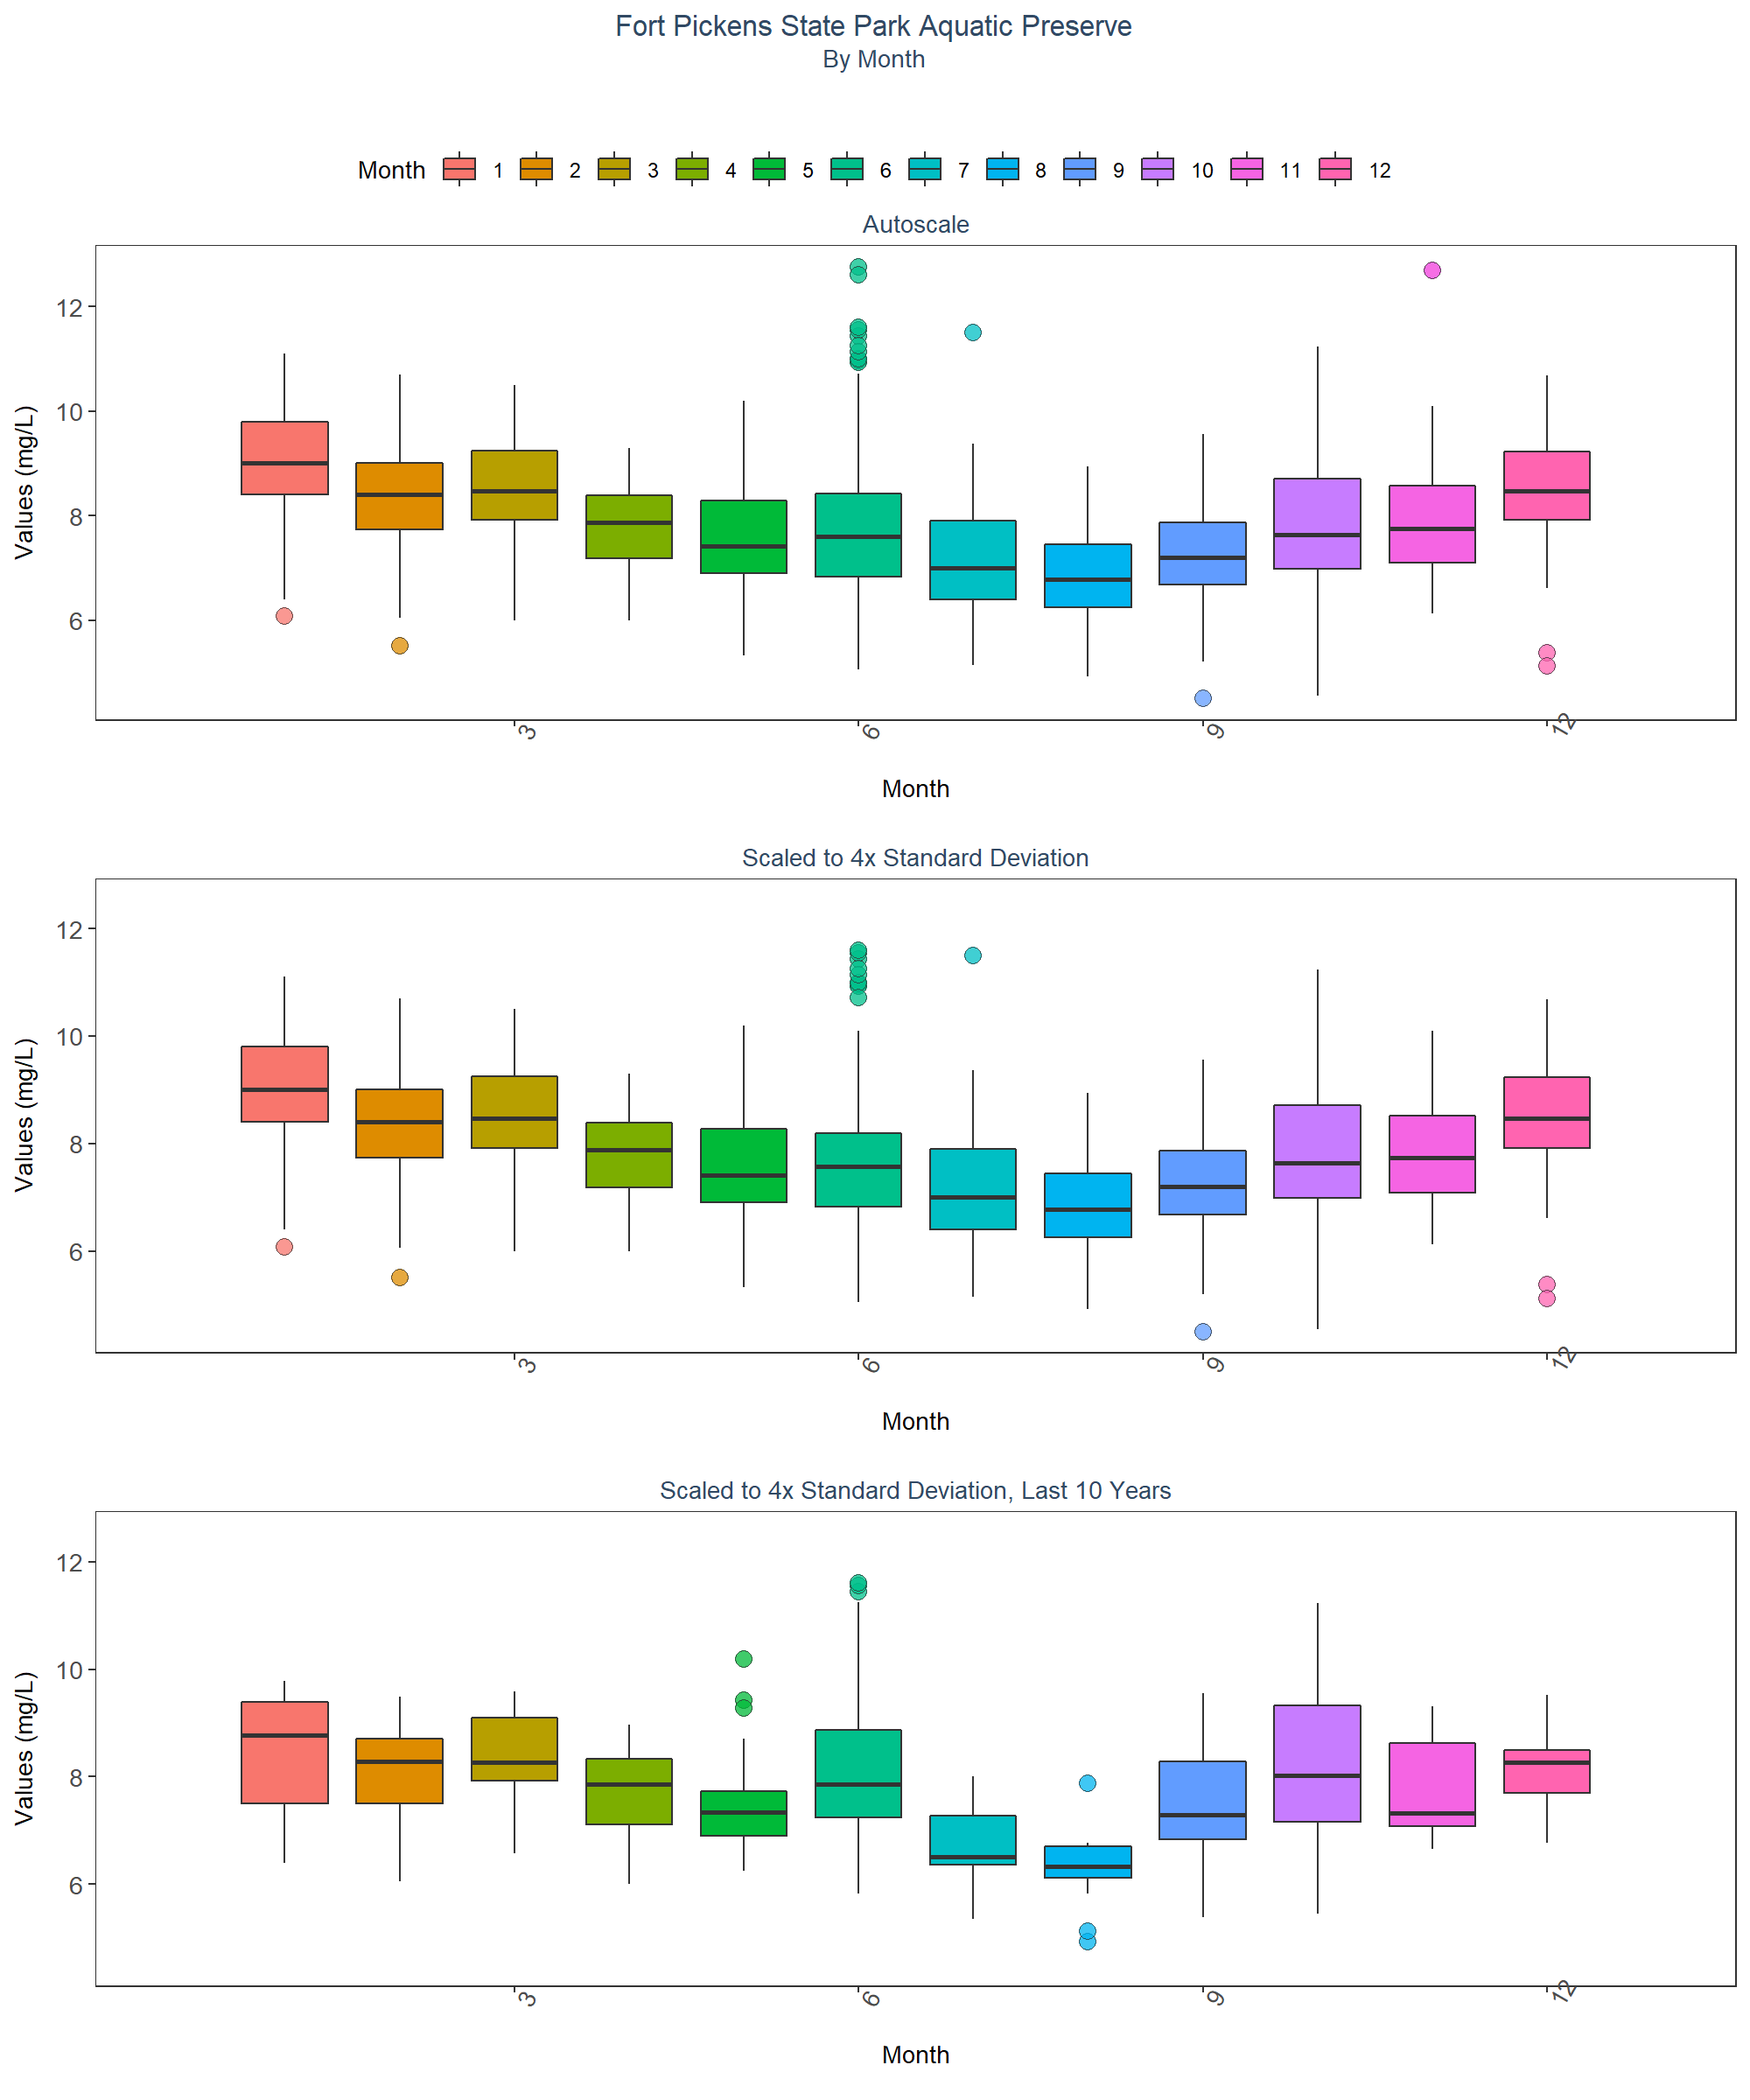 Fort Pickens State Park Aquatic Preserve
By Month
Month 1 2 3 4 5 6 7 8 9 10 11 12
Autoscale
Values (mg/L)
12
10
8
6
3 6 9 12
Month
Scaled to 4x Standard Deviation
Values (mg/L)
12
10
8
6
3 6 9 12
Month
Scaled to 4x Standard Deviation, Last 10 Years
Values (mg/L)
12
10
8
6
3 6 9 12
Month